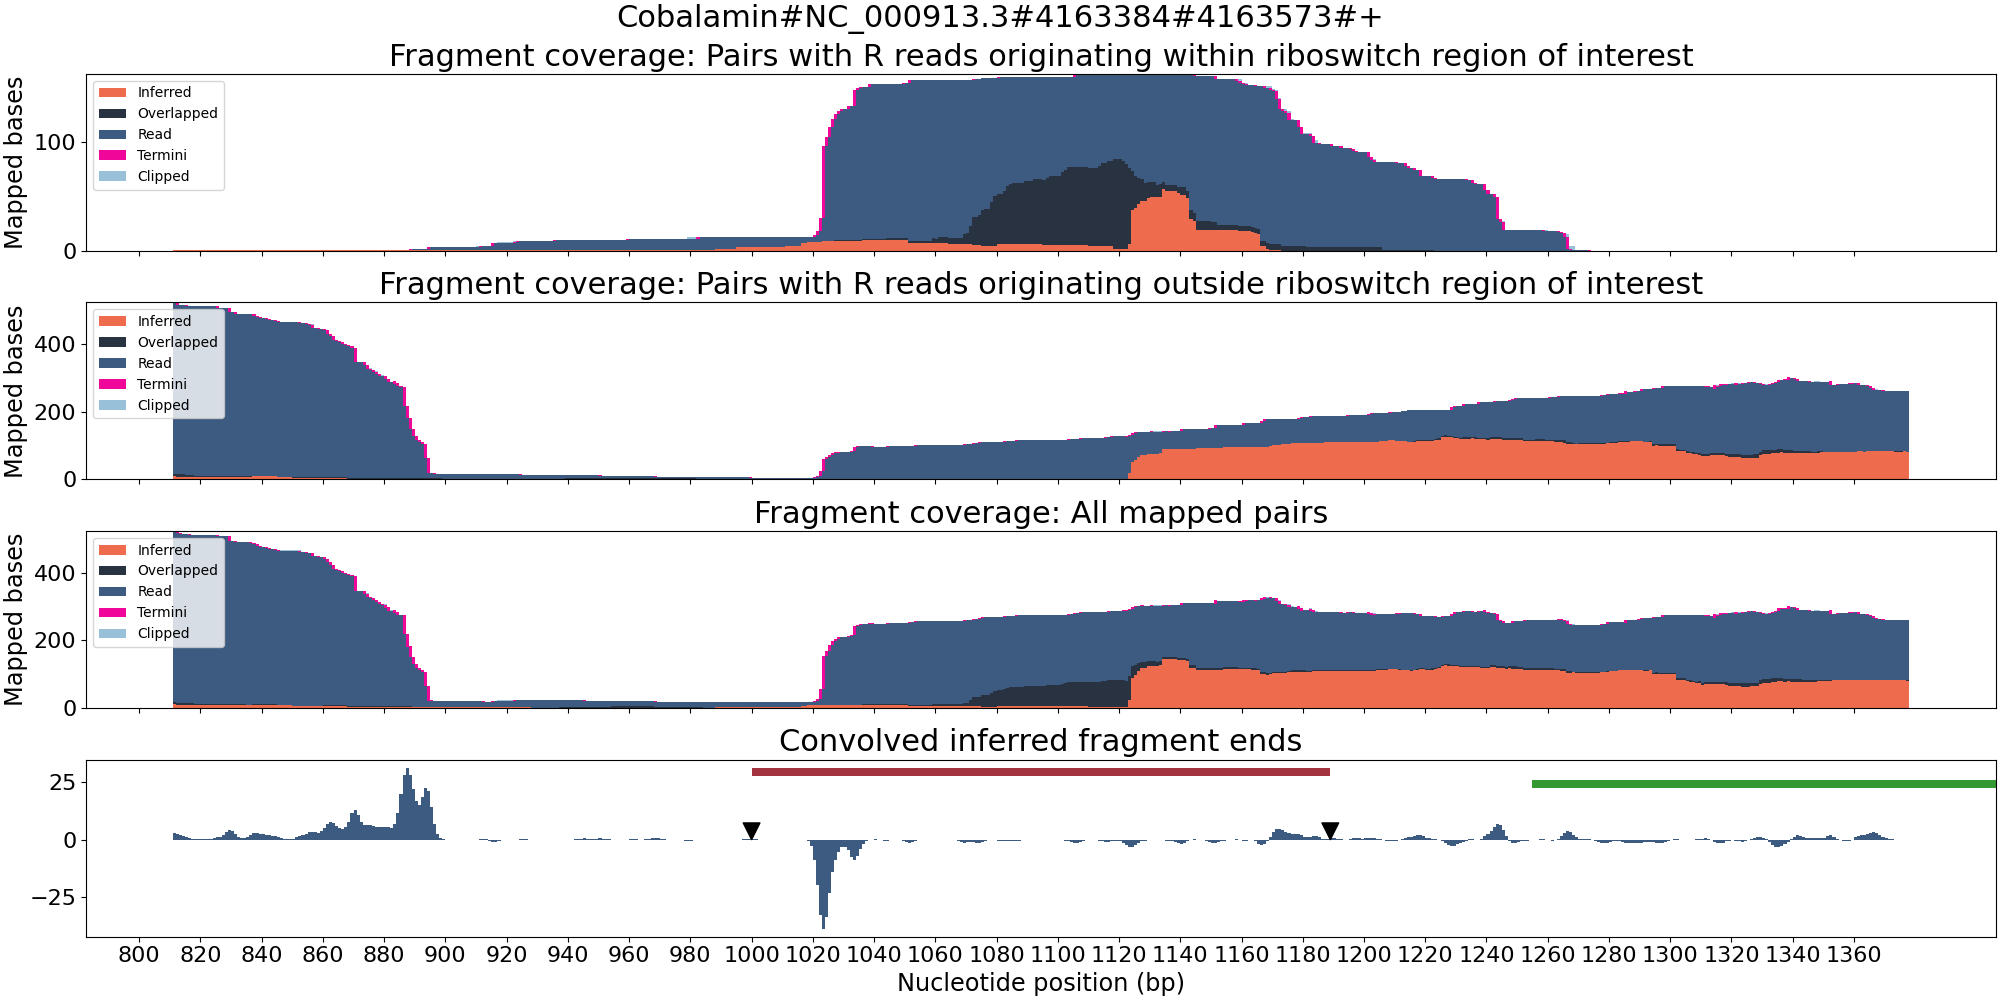 Cobalamin#NC_000913.3#4163384#4163573#+
Fragment coverage: Pairs with R reads originating within riboswitch region of interest
Mapped bases
100
0
Inferred
Overlapped
Read
Termini
Clipped
Fragment coverage: Pairs with R reads originating outside riboswitch region of interest
Mapped bases
400
200
0
Inferred
Overlapped
Read
Termini
Clipped
Fragment coverage: All mapped pairs
Mapped bases
400
200
0
Inferred
Overlapped
Read
Termini
Clipped
Convolved inferred fragment ends
25
0
−25
800 820 840 860 880 900 920 940 960 980 1000 1020 1040 1060 1080 1100 1120 1140 1160 1180 1200 1220 1240 1260 1280 1300 1320 1340 1360
Nucleotide position (bp)